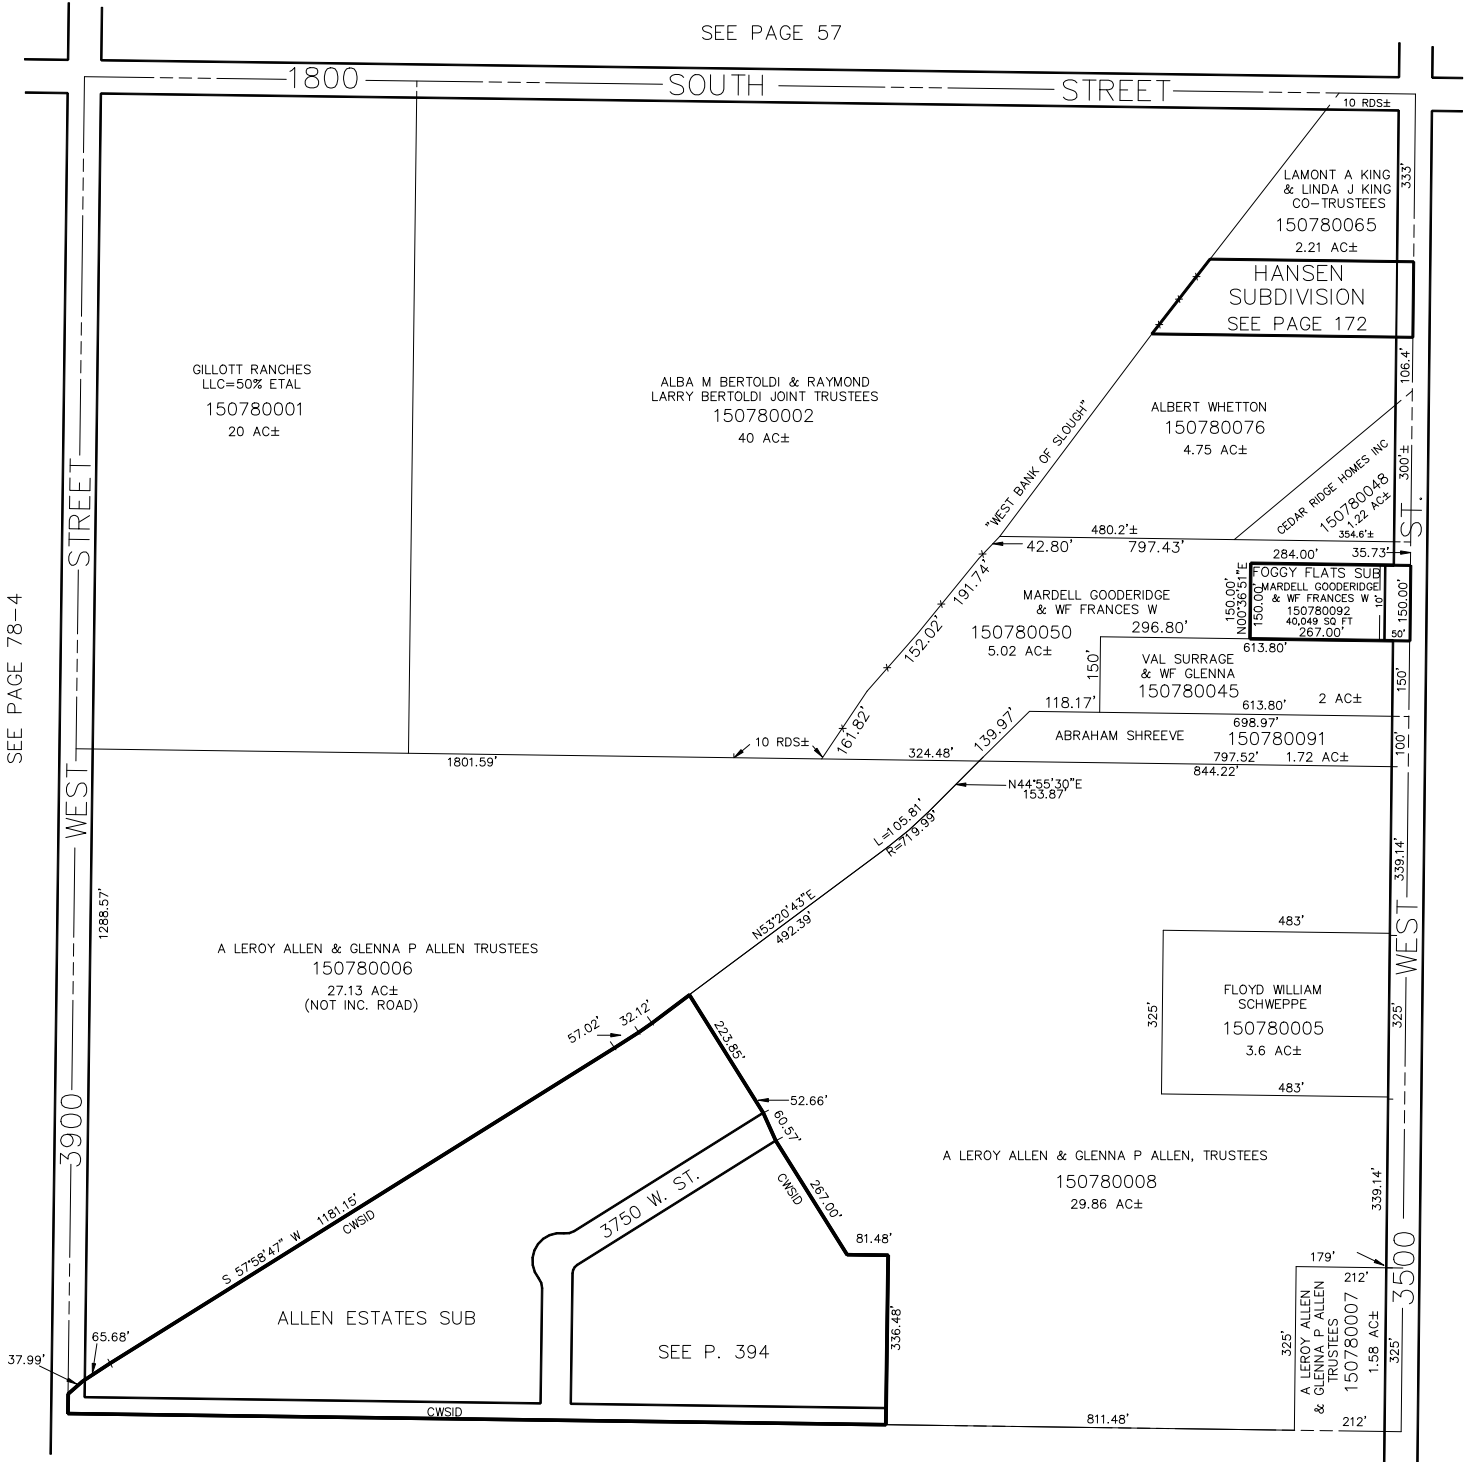 SEE PAGE 57
1800 SOUTH STREET
10 RDS±
LAMONT A KING
& LINDA J KING
CO-TRUSTEES
150780065
2.21 AC±
333'
HANSEN
SUBDIVISION
SEE PAGE 172
GILLOTT RANCHES
LLC=50% ETAL
150780001
20 AC±
ALBA M BERTOLDI & RAYMOND
LARRY BERTOLDI JOINT TRUSTEES
150780002
40 AC±
"WEST BANK OF SLOUGH"
ALBERT WHETTON
150780076
4.75 AC±
106.4'
CEDAR RIDGE HOMES INC
150780048
1.22 AC±
300'±
354.6'±
480.2'±
42.80'
797.43'
284.00'
35.73'
191.74'
152.02'
161.82'
MARDELL GOODERIDGE
& WF FRANCES W
150780050
5.02 AC±
296.80'
150.00'
N00°36'51"E
150.00'
FOGGY FLATS SUB
MARDELL GOODERIDGE
& WF FRANCES W
150780092
40,049 SQ FT
267.00'
10'
50'
150.00'
613.80'
150'
VAL SURRAGE
& WF GLENNA
150780045
2 AC±
150'
118.17'
613.80'
698.97'
139.97'
ABRAHAM SHREEVE
150780091
1.72 AC±
100'
797.52'
844.22'
10 RDS±
324.48'
1801.59'
N44°55'30"E
153.87'
L=105.81'
R=719.99'
N53°20'43"E
492.39'
SEE PAGE 78-4
3900 WEST STREET
1288.57'
A LEROY ALLEN & GLENNA P ALLEN TRUSTEES
150780006
27.13 AC±
(NOT INC. ROAD)
339.14'
483'
FLOYD WILLIAM
SCHWEPPE
150780005
3.6 AC±
325'
325'
483'
3500 WEST ST.
57.02'
32.12'
223.85'
52.66'
60.57'
CWSID
267.00'
81.48'
336.48'
A LEROY ALLEN & GLENNA P ALLEN, TRUSTEES
150780008
29.86 AC±
339.14'
S 57°58'47" W 1181.15'
CWSID
3750 W. ST.
ALLEN ESTATES SUB
SEE P. 394
65.68'
37.99'
CWSID
811.48'
179'
212'
325'
A LEROY ALLEN
& GLENNA P ALLEN
TRUSTEES
150780007
1.58 AC±
325'
212'